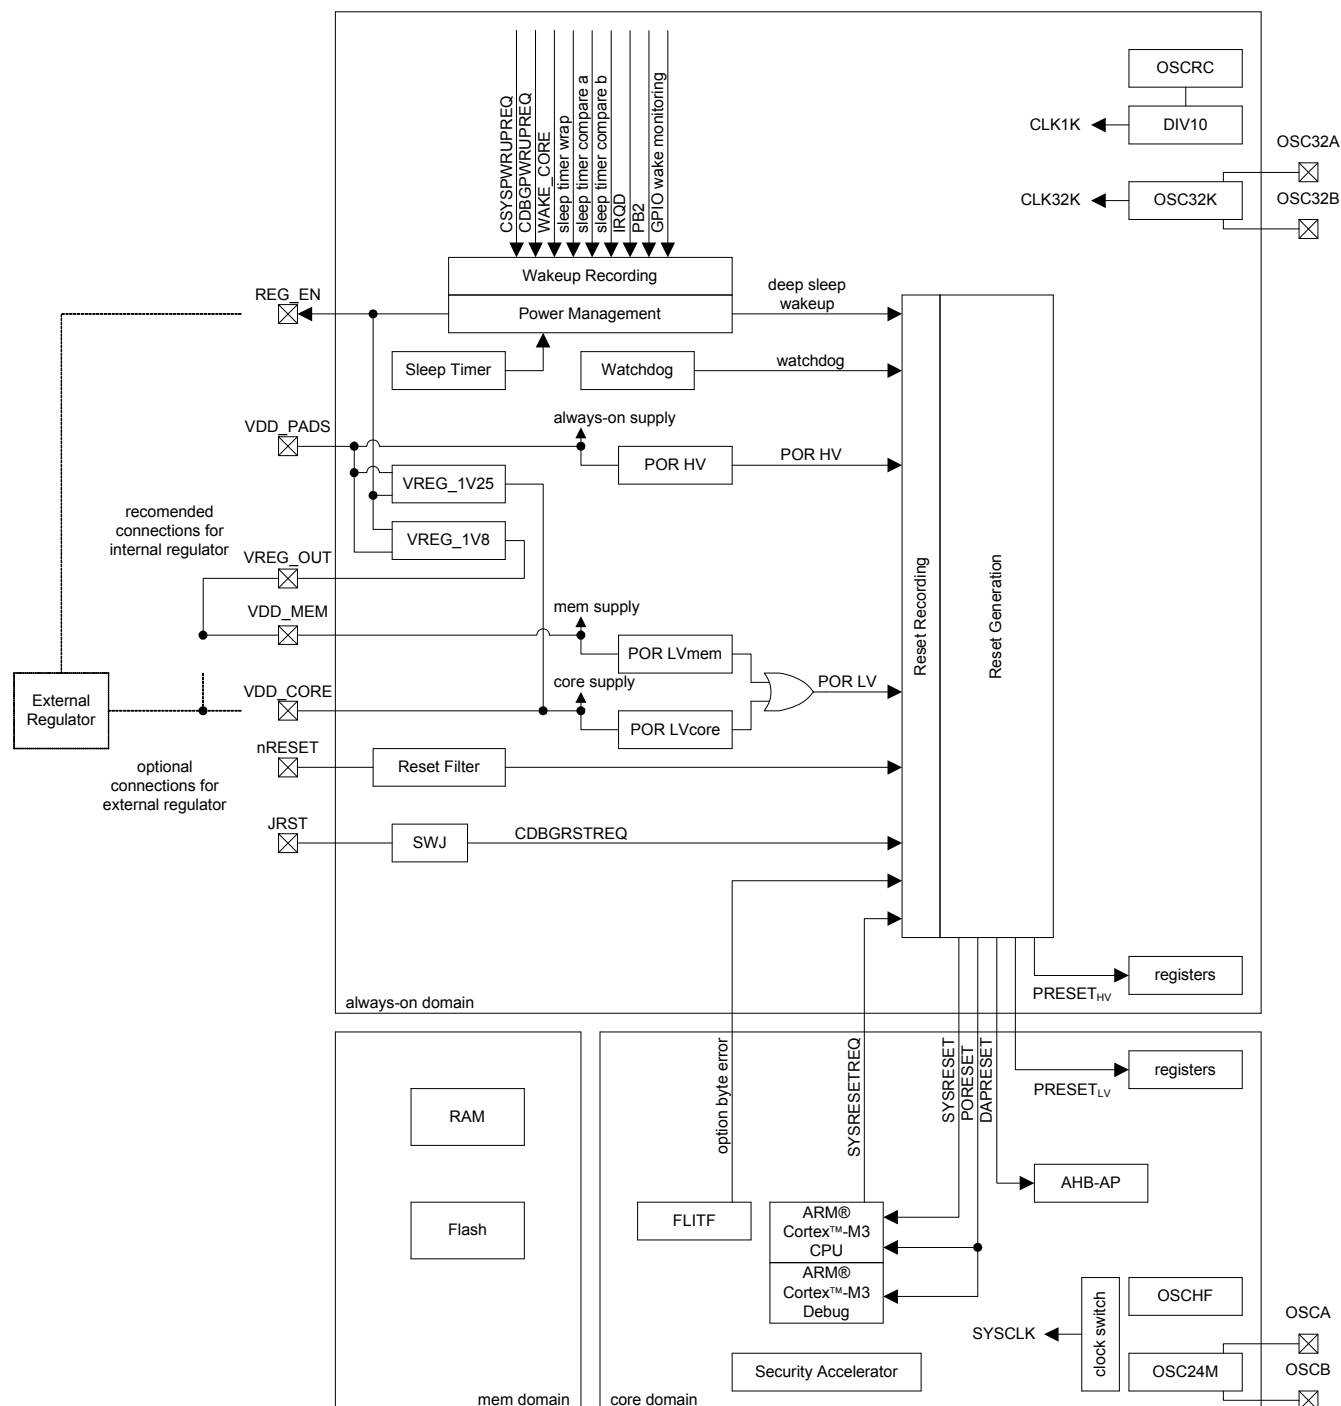 OSCRC
CLK1K
DIV10
OSC32A
CLK32K
OSC32K
OSC32B
CSYSPWRUPREQ
CDBGPWRUPREQ
WAKE_CORE
sleep timer wrap
sleep timer compare a
sleep timer compare b
IRQD
PB2
GPIO wake monitoring
Wakeup Recording
Power Management
deep sleep
wakeup
REG_EN
Sleep Timer
Watchdog
watchdog
VDD_PADS
always-on supply
POR HV
POR HV
VREG_1V25
recomended
connections for
internal regulator
VREG_1V8
VREG_OUT
Reset Recording
Reset Generation
VDD_MEM
mem supply
POR LVmem
POR LV
External
Regulator
VDD_CORE
core supply
POR LVcore
nRESET
Reset Filter
optional
connections for
external regulator
JRST
SWJ
CDBGRSTREQ
registers
PRESETHV
always-on domain
option byte error
SYSRESETREQ
SYSRESET
PORESET
DAPRESET
registers
PRESETLV
RAM
AHB-AP
Flash
FLITF
ARM®
Cortex™-M3
CPU
ARM®
Cortex™-M3
Debug
SYSCLK
clock switch
OSCHF
OSCA
OSC24M
OSCB
Security Accelerator
mem domain
core domain